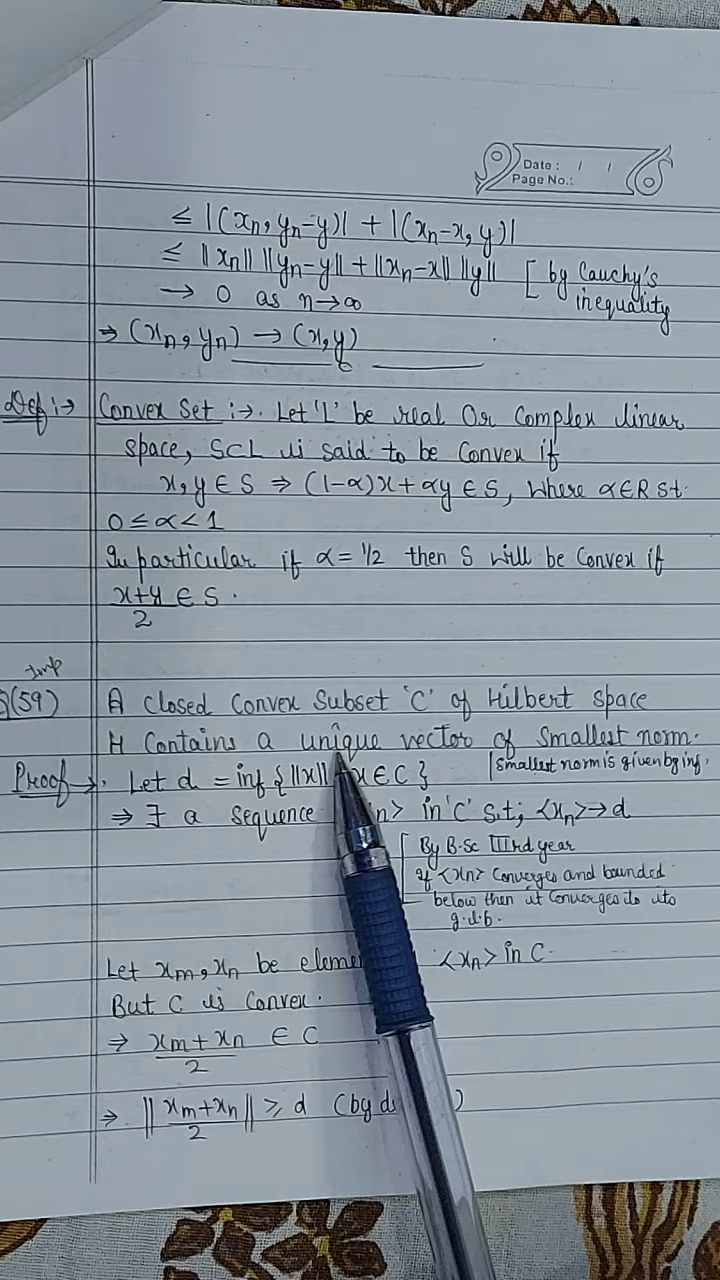 Date : / /
Page No.:
≤ |(xₙ, yₙ-y)| + |(xₙ-x, y)|
≤ ||xₙ|| ||yₙ-y|| + ||xₙ-x|| ||y|| [ by Cauchy's
inequality
→ 0 as n→∞
⇒ (xₙ, yₙ) → (x, y)
Def :→ Convex Set :→. Let 'L' be real Or Complex linear
space, S⊂L is said to be Convex if
x, y ∈ S ⇒ (1-α)x + αy ∈ S, Where α∈R s.t.
0 ≤ α < 1
In particular if α = 1/2 then S will be Convex if
x+y/2 ∈ S.
Imp
(59) A closed Convex Subset 'C' of Hilbert space
H Contains a unique vector of Smallest norm.
Proof →. Let d = inf { ||x|| x ∈ C } [Smallest norm is given by inf.
⇒ ∃ a sequence n> in 'C' s.t; <xₙ> → d
[ By B.Sc IIIrd year
if <xn> Converges and bounded
below then it Converges to its
g.l.b.
Let xₘ, xₙ be <xₙ> in C.
But C is Convex.
⇒ xₘ + xₙ/2 ∈ C
⇒ || xₘ+xₙ/2 || ≥ d (by )